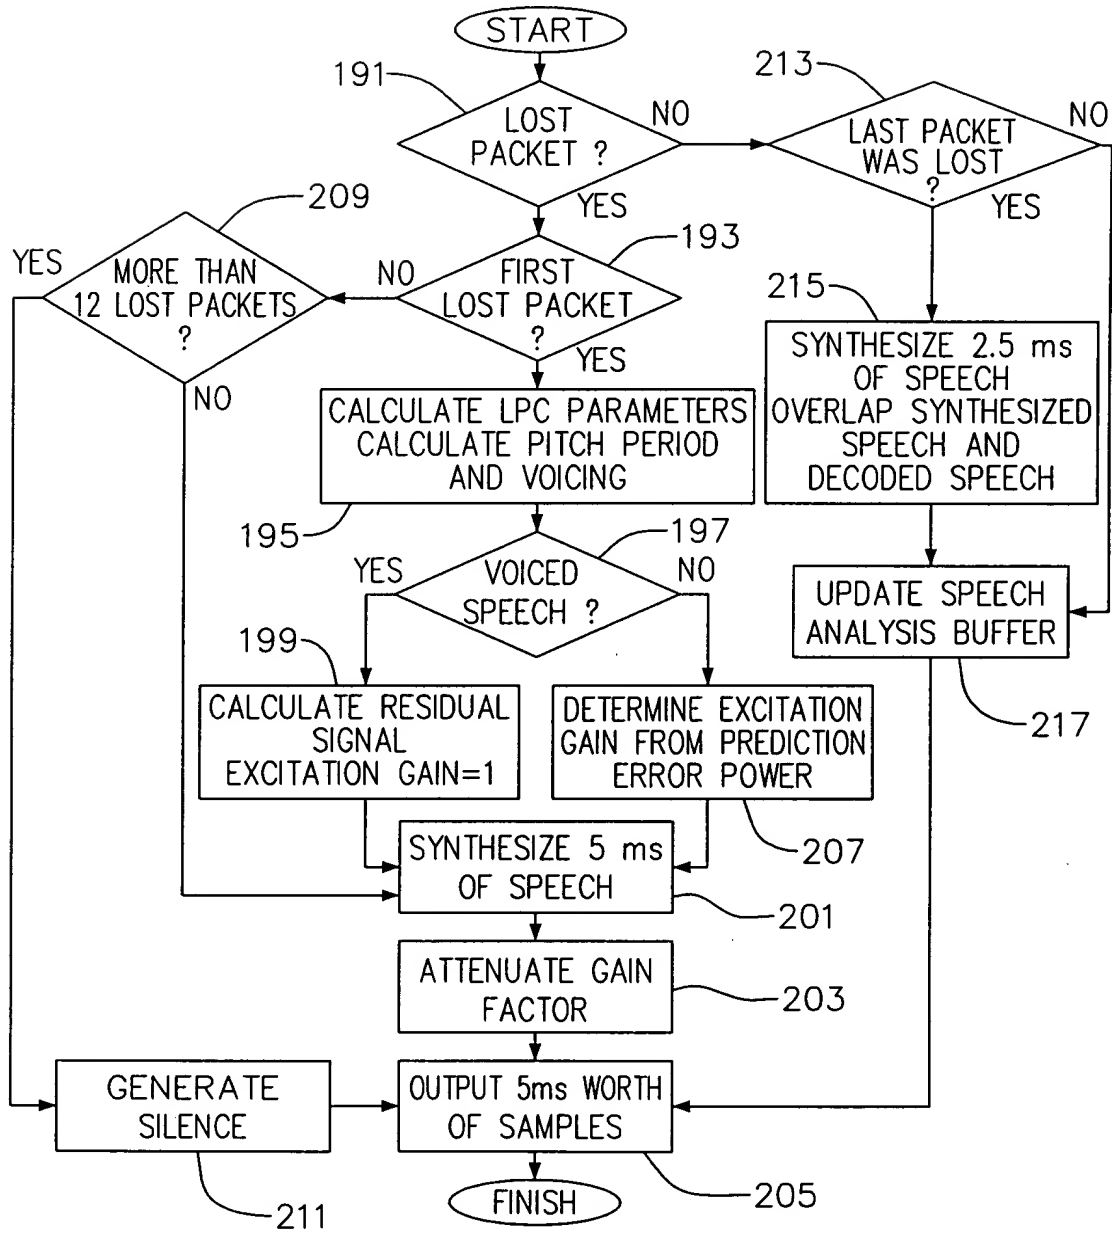 START
191
LOST
PACKET ?
NO
YES
213
LAST PACKET
WAS LOST
?
NO
YES
209
YES
MORE THAN
12 LOST PACKETS
?
NO
193
NO
FIRST
LOST PACKET
?
YES
215
SYNTHESIZE 2.5 ms
OF SPEECH
OVERLAP SYNTHESIZED
SPEECH AND
DECODED SPEECH
CALCULATE LPC PARAMETERS
CALCULATE PITCH PERIOD
AND VOICING
195
197
YES
VOICED
SPEECH ?
NO
UPDATE SPEECH
ANALYSIS BUFFER
217
199
CALCULATE RESIDUAL
SIGNAL
EXCITATION GAIN=1
DETERMINE EXCITATION
GAIN FROM PREDICTION
ERROR POWER
207
SYNTHESIZE 5 ms
OF SPEECH
201
ATTENUATE GAIN
FACTOR
203
GENERATE
SILENCE
211
OUTPUT 5ms WORTH
OF SAMPLES
205
FINISH